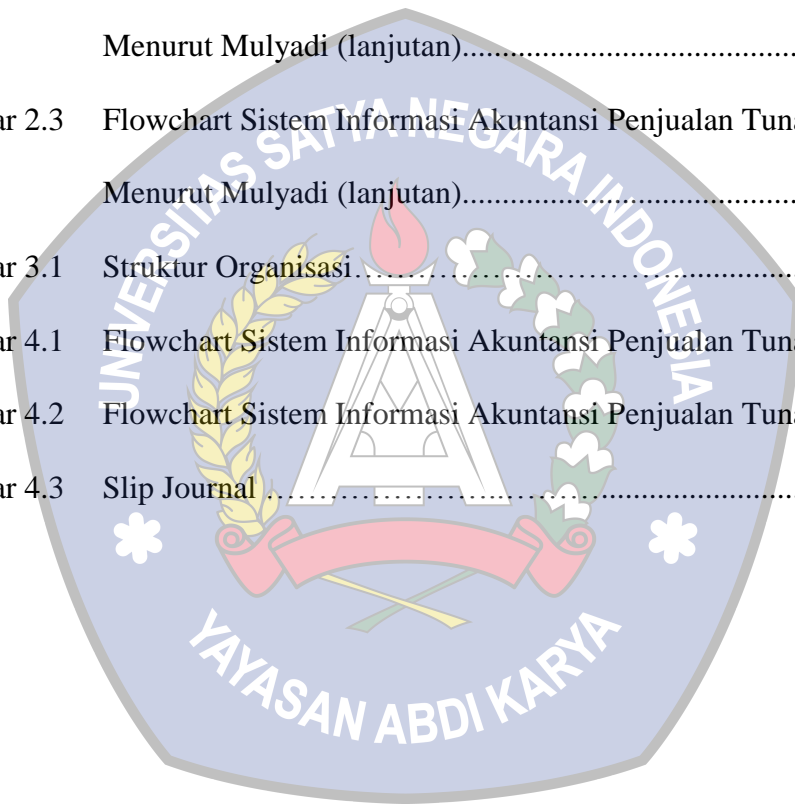 Menurut Mulyadi (lanjutan)..................................................
ar 2.3 Flowchart Sistem Informasi Akuntansi Penjualan Tuna
Menurut Mulyadi (lanjutan)..................................................
ar 3.1 Struktur Organisasi..................................................
ar 4.1 Flowchart Sistem Informasi Akuntansi Penjualan Tuna
ar 4.2 Flowchart Sistem Informasi Akuntansi Penjualan Tuna
ar 4.3 Slip Journal ..................................................
UNIVERSITAS SATYA NEGARA INDONESIA
YAYASAN ABDI KARYA